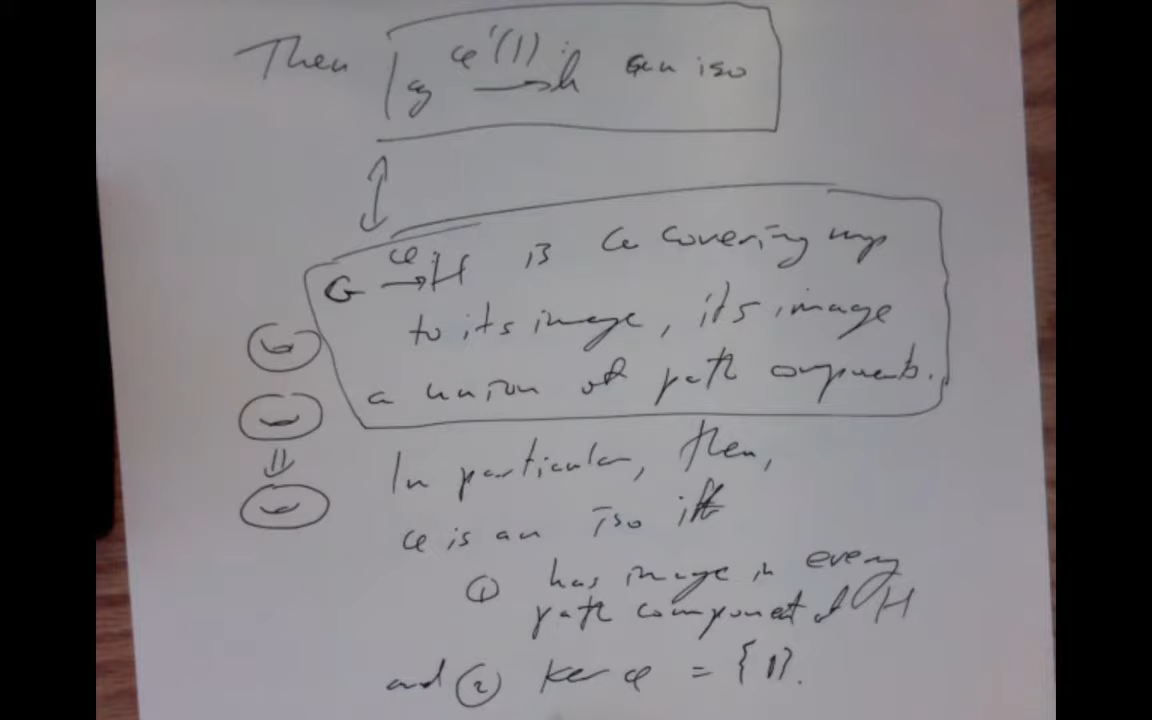 Then g φ'(1) → h an iso
G φ → H is a covering map
to its image, its image
a union of path components.
In particular, then,
φ is an iso iff
① has image in every
path component of H
and ② ker φ = {1}.